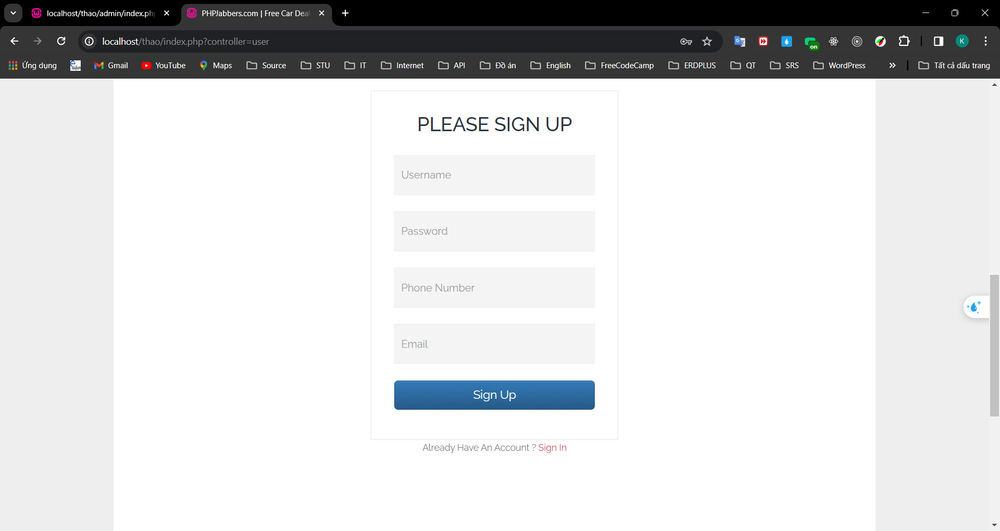 localhost/thao/admin/index.ph
PHPJabbers.com | Free Car Deal
localhost/thao/index.php?controller=user
on
K
Ứng dụng
Gmail
YouTube
Maps
Source
STU
IT
Internet
API
Đồ án
English
FreeCodeCamp
ERDPLUS
QT
SRS
WordPress
Tất cả dấu trang
PLEASE SIGN UP
Username
Password
Phone Number
Email
Sign Up
Already Have An Account ? Sign In